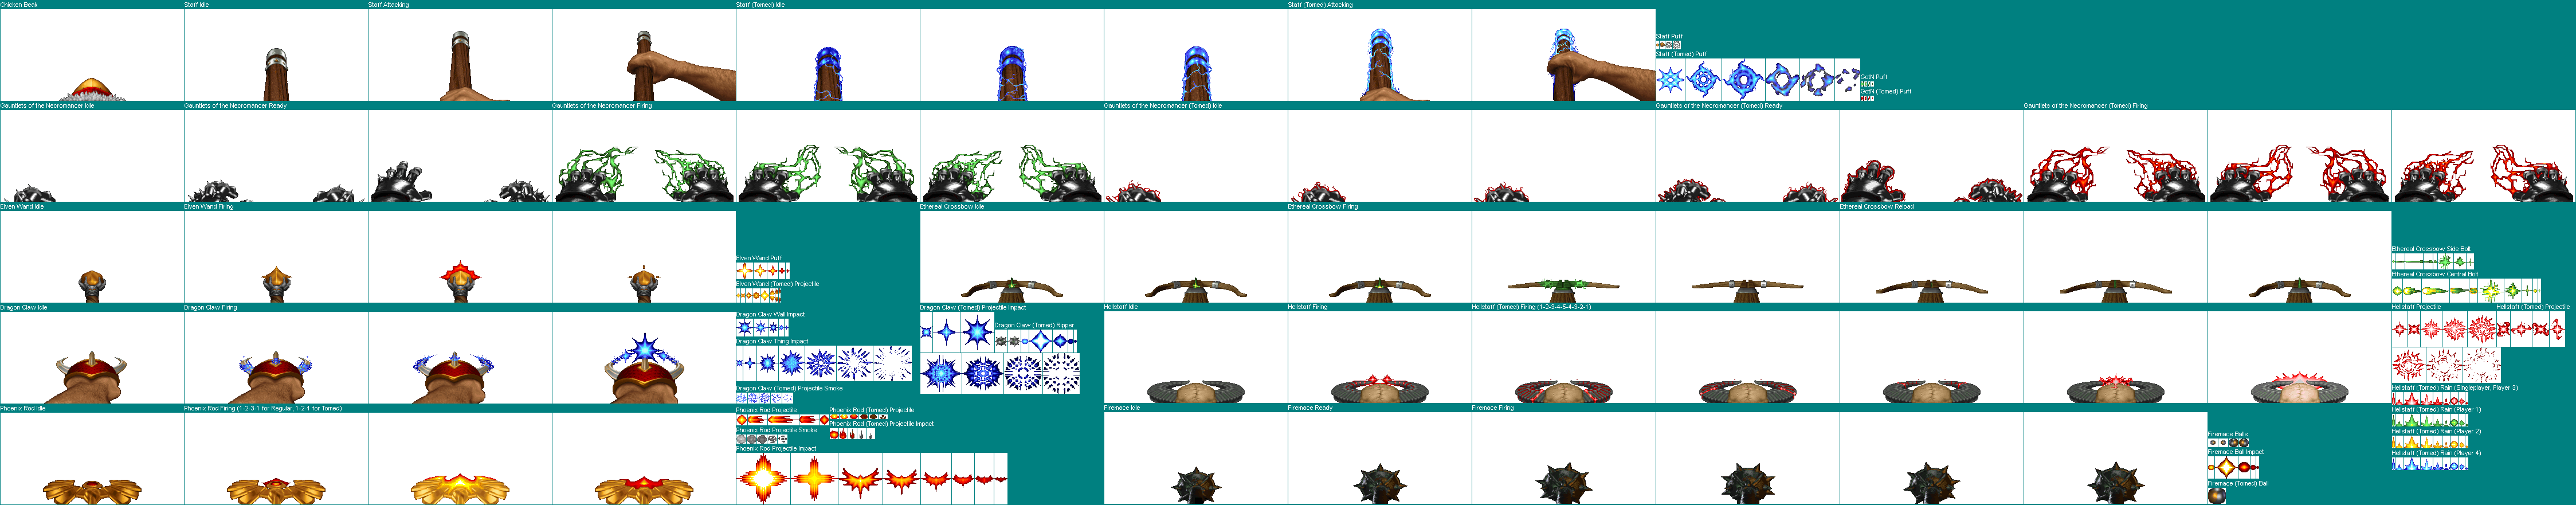 Chicken Beak
Staff Idle
Staff Attacking
Staff (Tomed) Idle
Staff (Tomed) Attacking
Staff Puff
Staff (Tomed) Puff
GotN Puff
GotN (Tomed) Puff
Gauntlets of the Necromancer Idle
Gauntlets of the Necromancer Ready
Gauntlets of the Necromancer Firing
Gauntlets of the Necromancer (Tomed) Idle
Gauntlets of the Necromancer (Tomed) Ready
Gauntlets of the Necromancer (Tomed) Firing
Elven Wand Idle
Elven Wand Firing
Elven Wand Puff
Elven Wand (Tomed) Projectile
Ethereal Crossbow Idle
Ethereal Crossbow Firing
Ethereal Crossbow Reload
Ethereal Crossbow Side Bolt
Ethereal Crossbow Central Bolt
Dragon Claw Idle
Dragon Claw Firing
Dragon Claw Wall Impact
Dragon Claw Thing Impact
Dragon Claw (Tomed) Projectile Smoke
Dragon Claw (Tomed) Projectile Impact
Dragon Claw (Tomed) Ripper
Hellstaff Idle
Hellstaff Firing
Hellstaff (Tomed) Firing (1-2-3-4-5-4-3-2-1)
Hellstaff Projectile
Hellstaff (Tomed) Projectile
Hellstaff (Tomed) Rain (Singleplayer, Player 3)
Hellstaff (Tomed) Rain (Player 1)
Hellstaff (Tomed) Rain (Player 2)
Hellstaff (Tomed) Rain (Player 4)
Phoenix Rod Idle
Phoenix Rod Firing (1-2-3-1 for Regular, 1-2-1 for Tomed)
Phoenix Rod Projectile
Phoenix Rod (Tomed) Projectile
Phoenix Rod Projectile Smoke
Phoenix Rod (Tomed) Projectile Impact
Phoenix Rod Projectile Impact
Firemace Idle
Firemace Ready
Firemace Firing
Firemace Balls
Firemace Ball Impact
Firemace (Tomed) Ball